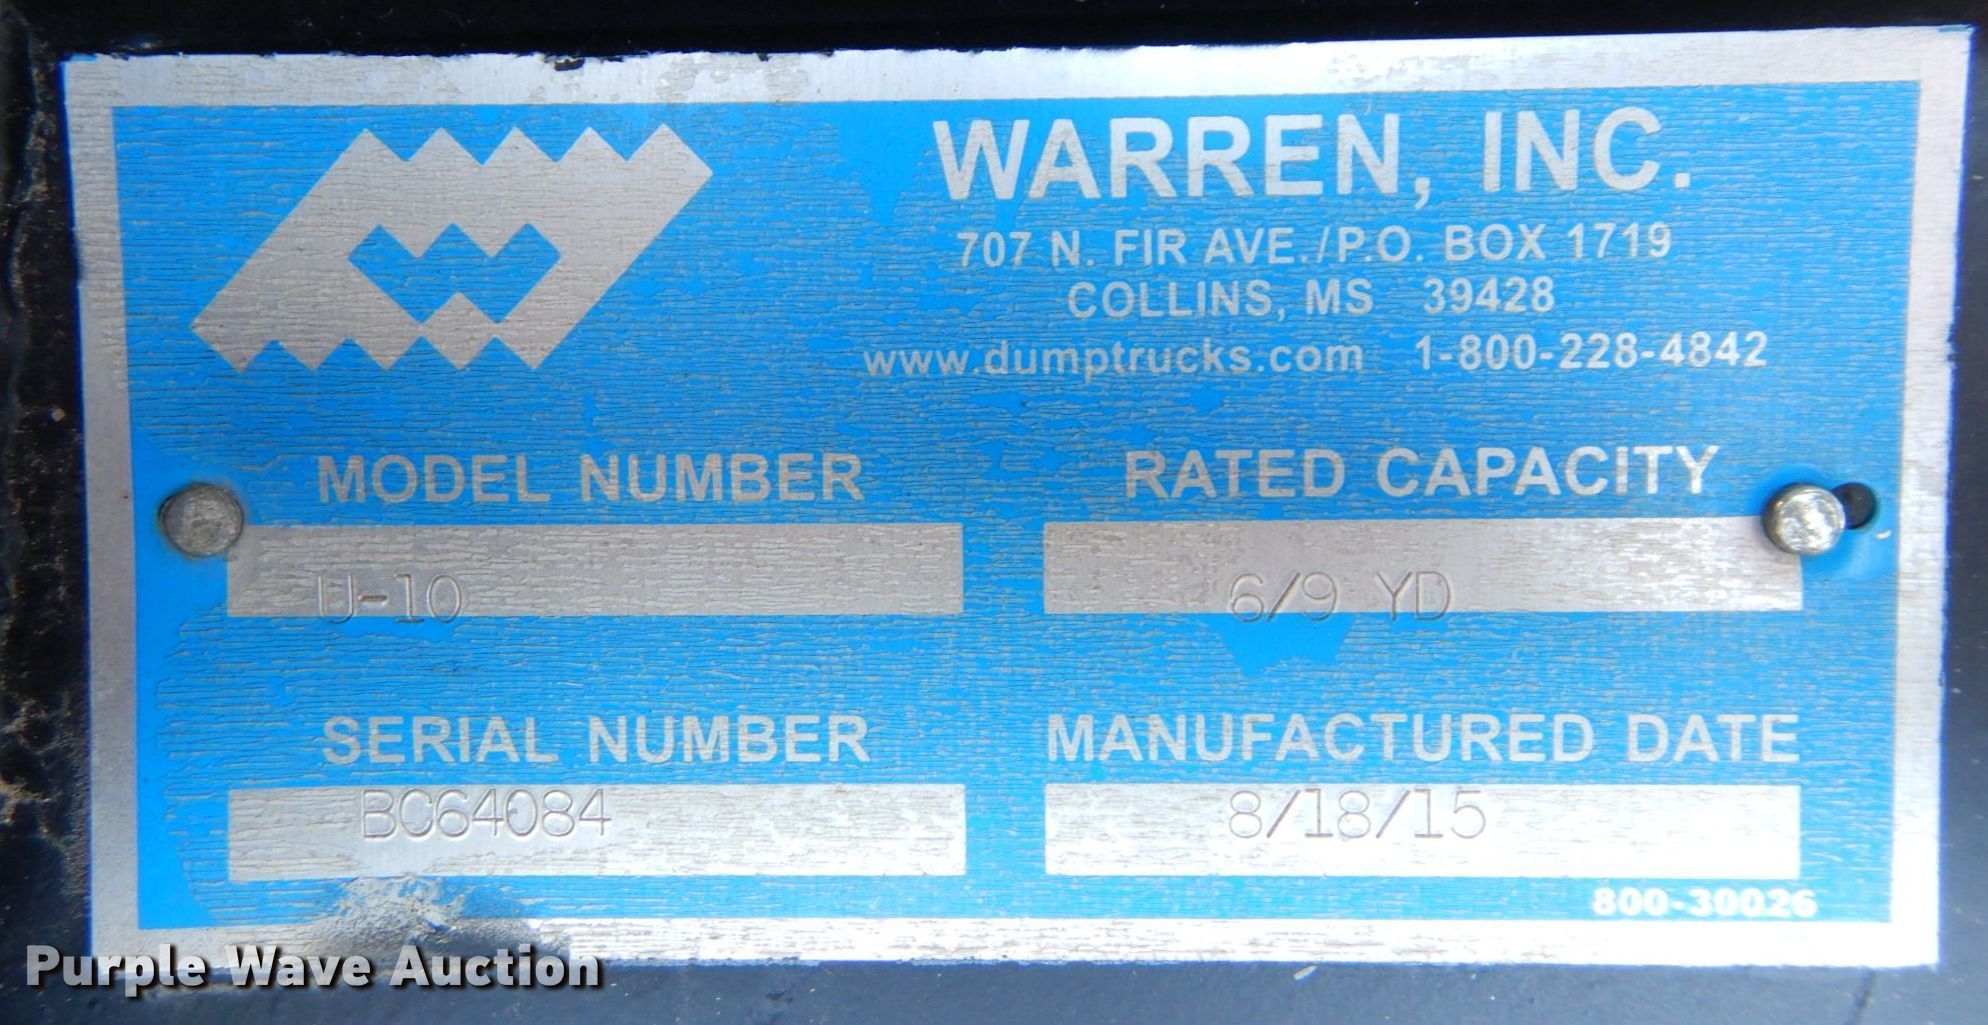 WARREN, INC.
707 N. FIR AVE./P.O. BOX 1719
COLLINS, MS 39428
www.dumptrucks.com 1-800-228-4842
MODEL NUMBER
U-10
RATED CAPACITY
6/9 YD
SERIAL NUMBER
BC64084
MANUFACTURED DATE
8/18/15
800-30026
Purple Wave Auction